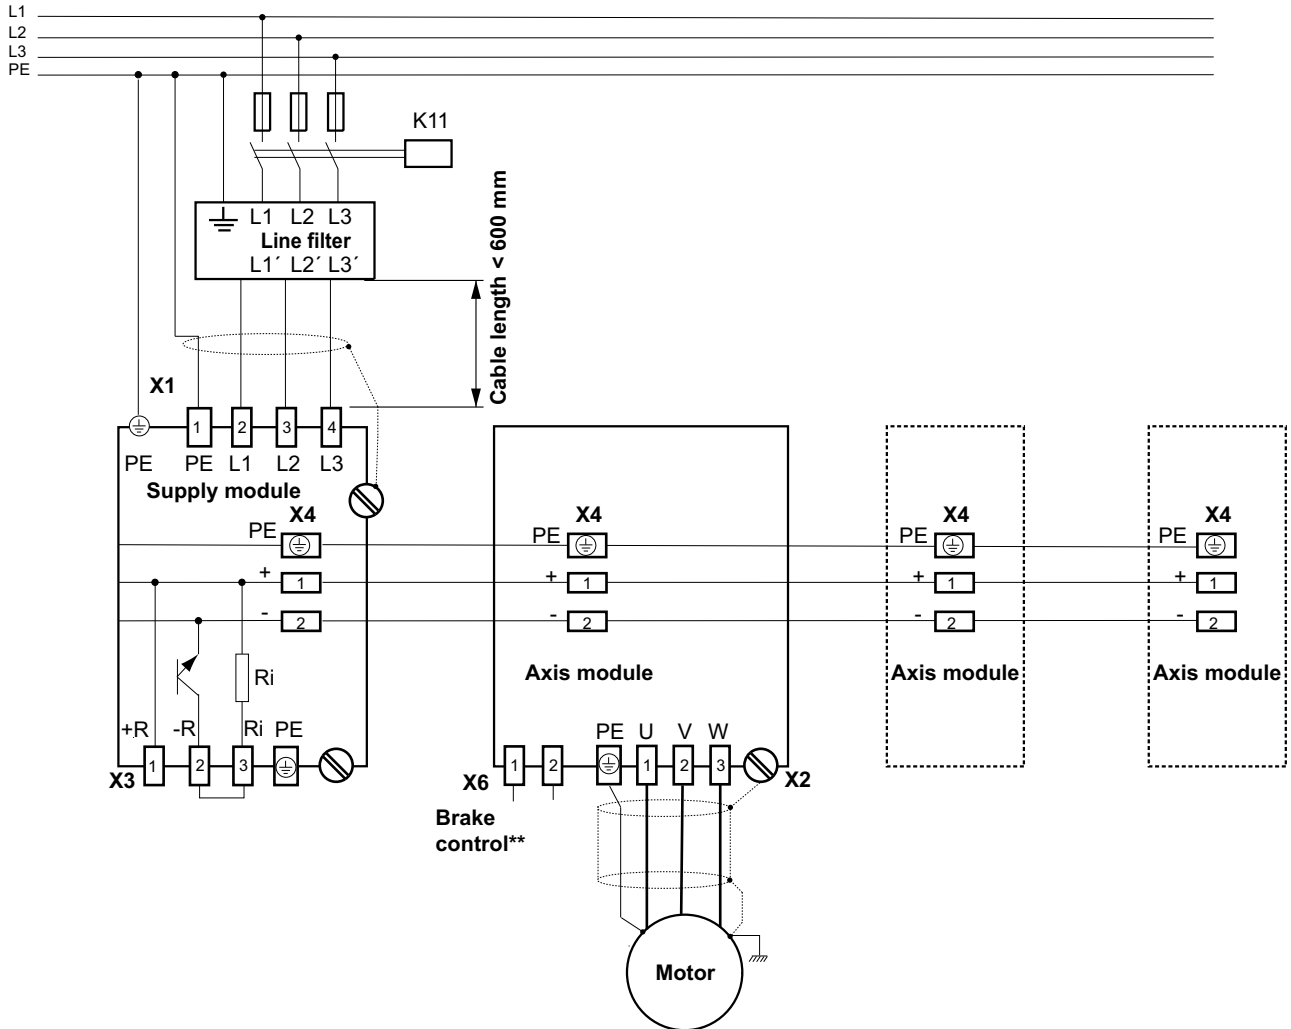 L1
L2
L3
PE
K11
L1 L2 L3
Line filter
L1´ L2´ L3´
Cable length < 600 mm
X1
1 2 3 4
PE PE L1 L2 L3
Supply module
X4
PE
+ 1
- 2
Ri
+R -R Ri PE
X3 1 2 3
X4
PE
+ 1
- 2
Axis module
PE U V W
X6 1 2 1 2 3 X2
Brake
control**
Motor
X4
PE
+ 1
- 2
Axis module
X4
PE
+ 1
- 2
Axis module